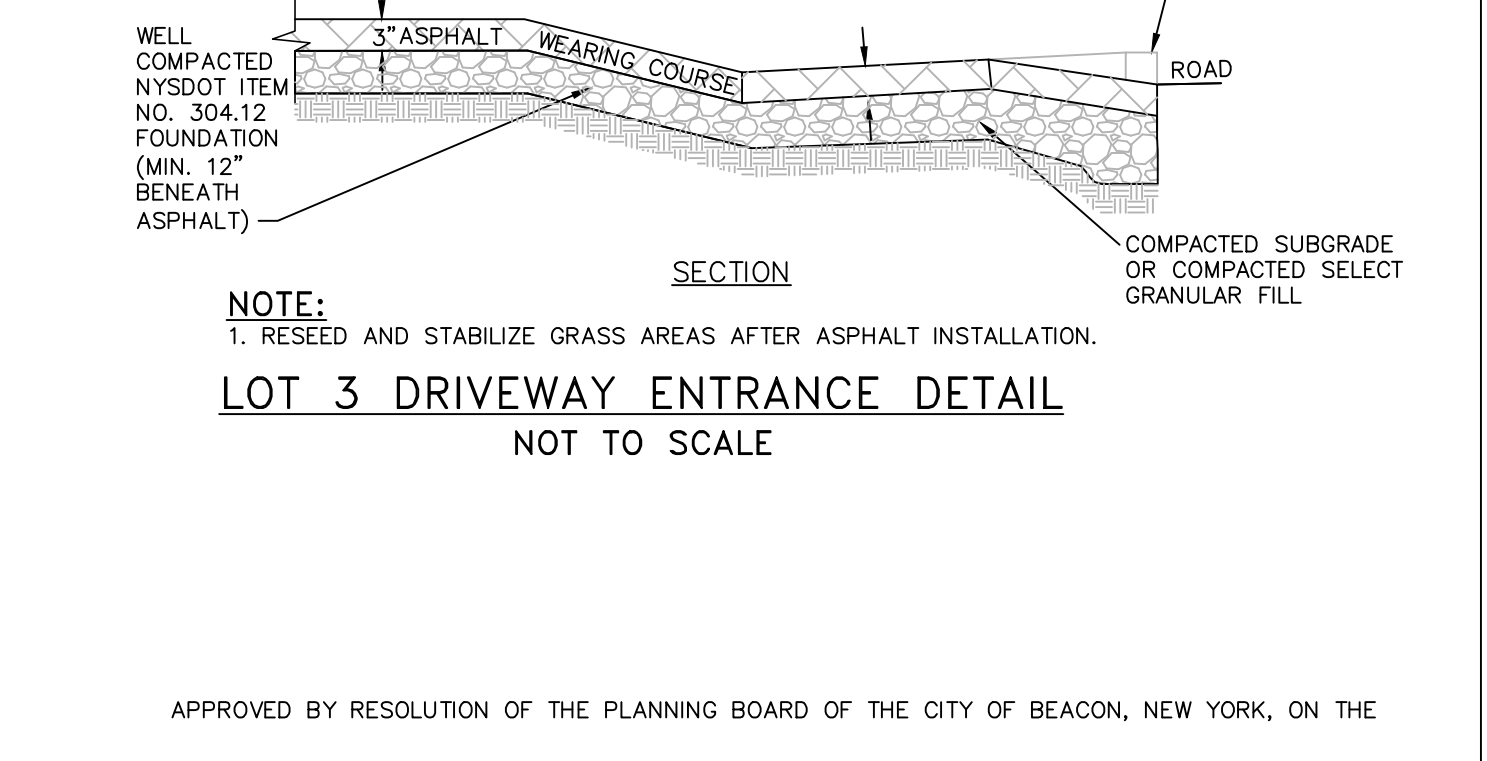 WELL
COMPACTED
NYSDOT ITEM
NO. 304.12
FOUNDATION
(MIN. 12"
BENEATH
ASPHALT)
3" ASPHALT
WEARING COURSE
ROAD
COMPACTED SUBGRADE
OR COMPACTED SELECT
GRANULAR FILL
SECTION
NOTE:
1. RESEED AND STABILIZE GRASS AREAS AFTER ASPHALT INSTALLATION.
LOT 3 DRIVEWAY ENTRANCE DETAIL
NOT TO SCALE
APPROVED BY RESOLUTION OF THE PLANNING BOARD OF THE CITY OF BEACON, NEW YORK, ON THE